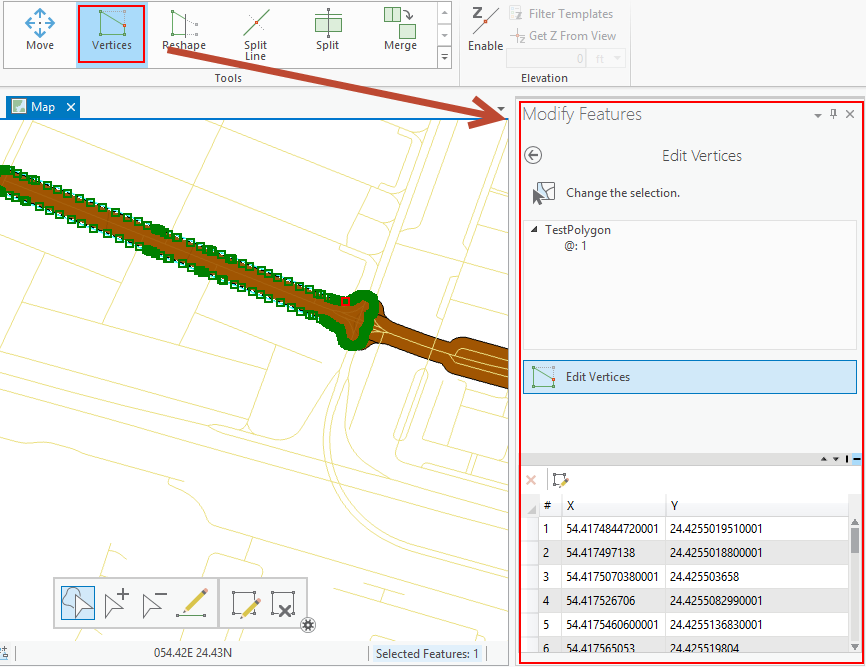 Move
Vertices
Reshape
Split Line
Split
Merge
Tools
Z
Enable
Filter Templates
Get Z From View
0 ft
Elevation
Map
Modify Features
Edit Vertices
Change the selection.
TestPolygon
@: 1
Edit Vertices
# X Y
1 54.4174844720001 24.4255019510001
2 54.417497138 24.4255018800001
3 54.4175070380001 24.425503658
4 54.417526706 24.4255082990001
5 54.4175460600001 24.4255136830001
6 54.417565053 24.425519804
054.42E 24.43N
Selected Features: 1